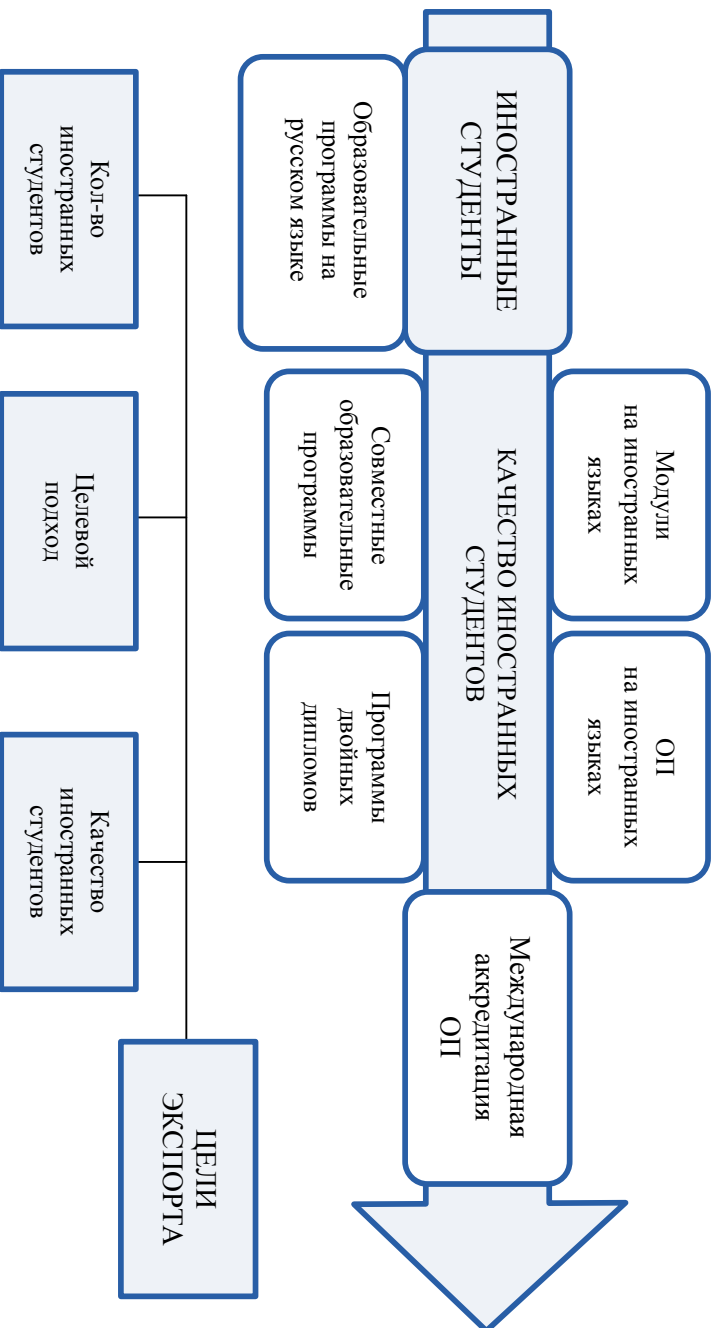 Модули
на иностранных
языках
ОП
на иностранных
языках
ИНОСТРАННЫЕ
СТУДЕНТЫ
КАЧЕСТВО ИНОСТРАННЫХ
СТУДЕНТОВ
Международная
аккредитация
ОП
Образовательные
программы на
русском языке
Совместные
образовательные
программы
Программы
двойных
дипломов
ЦЕЛИ
ЭКСПОРТА
Кол-во
иностранных
студентов
Целевой
подход
Качество
иностранных
студентов